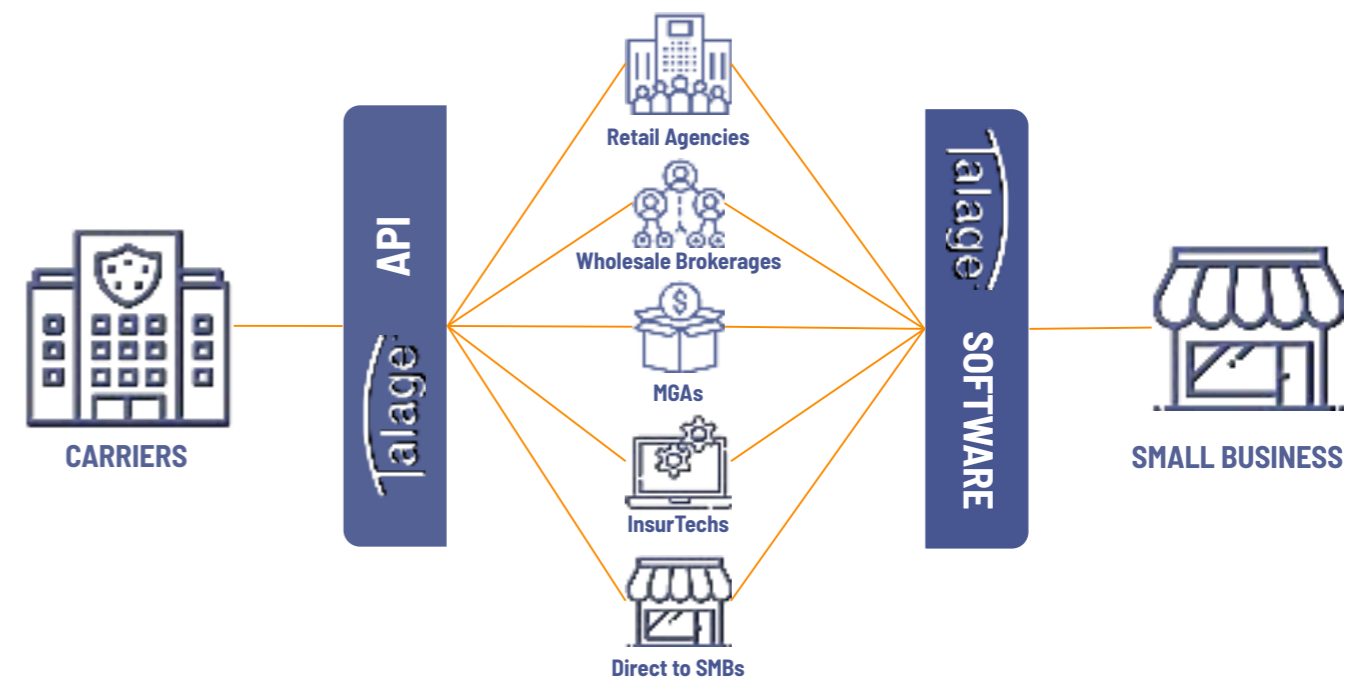 CARRIERS
API
Talage
Retail Agencies
Wholesale Brokerages
$
MGAs
InsurTechs
Direct to SMBs
Talage
SOFTWARE
SMALL BUSINESS